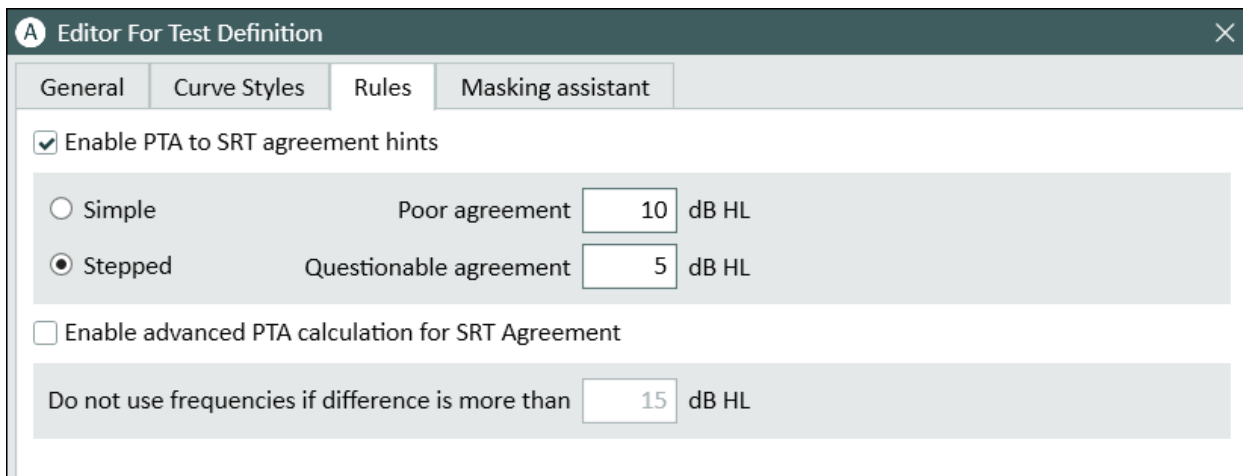 A Editor For Test Definition
General Curve Styles Rules Masking assistant
Enable PTA to SRT agreement hints
Simple Poor agreement 10 dB HL
Stepped Questionable agreement 5 dB HL
Enable advanced PTA calculation for SRT Agreement
Do not use frequencies if difference is more than 15 dB HL